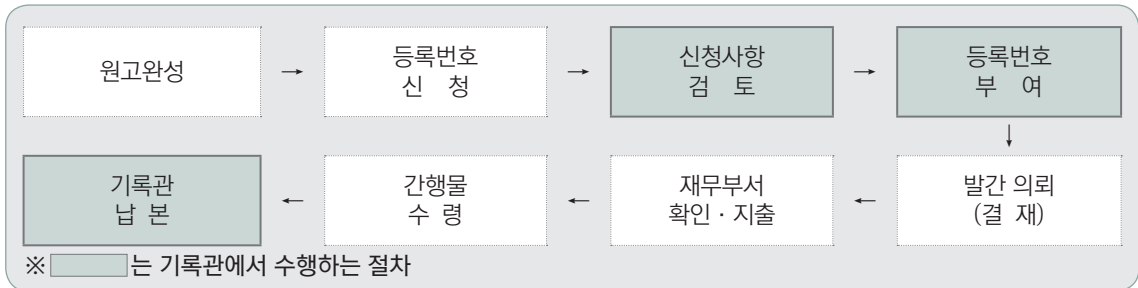 원고완성
→
등록번호
신 청
→
신청사항
검 토
→
등록번호
부 여
↓
발간 의뢰
(결 재)
←
재무부서
확인 · 지출
←
간행물
수 령
←
기록관
납 본
※ 는 기록관에서 수행하는 절차